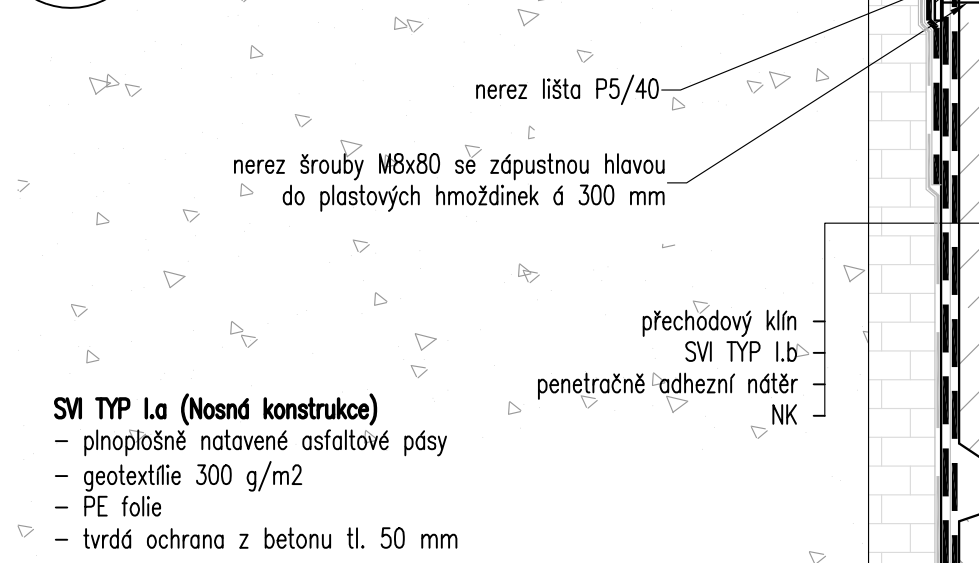 nerez lišta P5/40
nerez šrouby M8x80 se zápustnou hlavou
do plastových hmoždinek á 300 mm
přechodový klín
SVI TYP I.b
penetračně adhezní nátěr
NK
SVI TYP I.a (Nosná konstrukce)
– plnoplošně natavené asfaltové pásy
– geotextílie 300 g/m2
– PE folie
– tvrdá ochrana z betonu tl. 50 mm